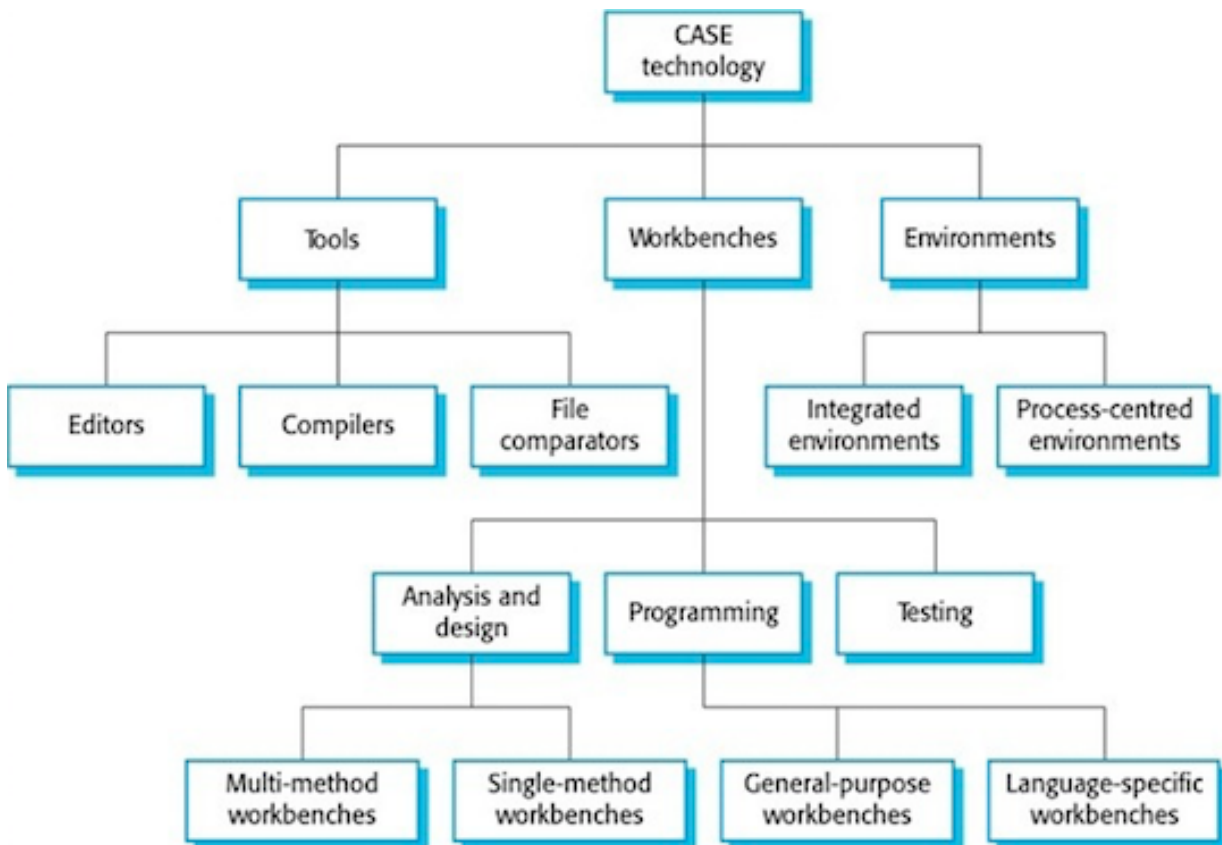 CASE
technology
Tools
Workbenches
Environments
Editors
Compilers
File
comparators
Integrated
environments
Process-centred
environments
Analysis and
design
Programming
Testing
Multi-method
workbenches
Single-method
workbenches
General-purpose
workbenches
Language-specific
workbenches